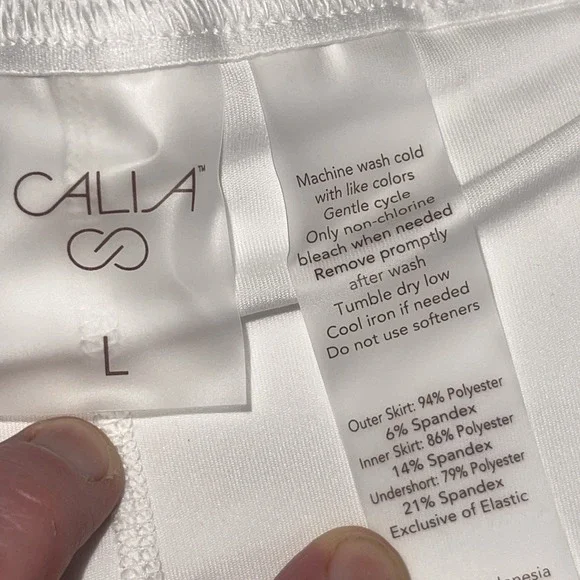 CALIA™
L
Machine wash cold
with like colors
Gentle cycle
Only non-chlorine
bleach when needed
Remove promptly
after wash
Tumble dry low
Cool iron if needed
Do not use softeners
Outer Skirt: 94% Polyester
6% Spandex
Inner Skirt: 86% Polyester
14% Spandex
Undershort: 79% Polyester
21% Spandex
Exclusive of Elastic